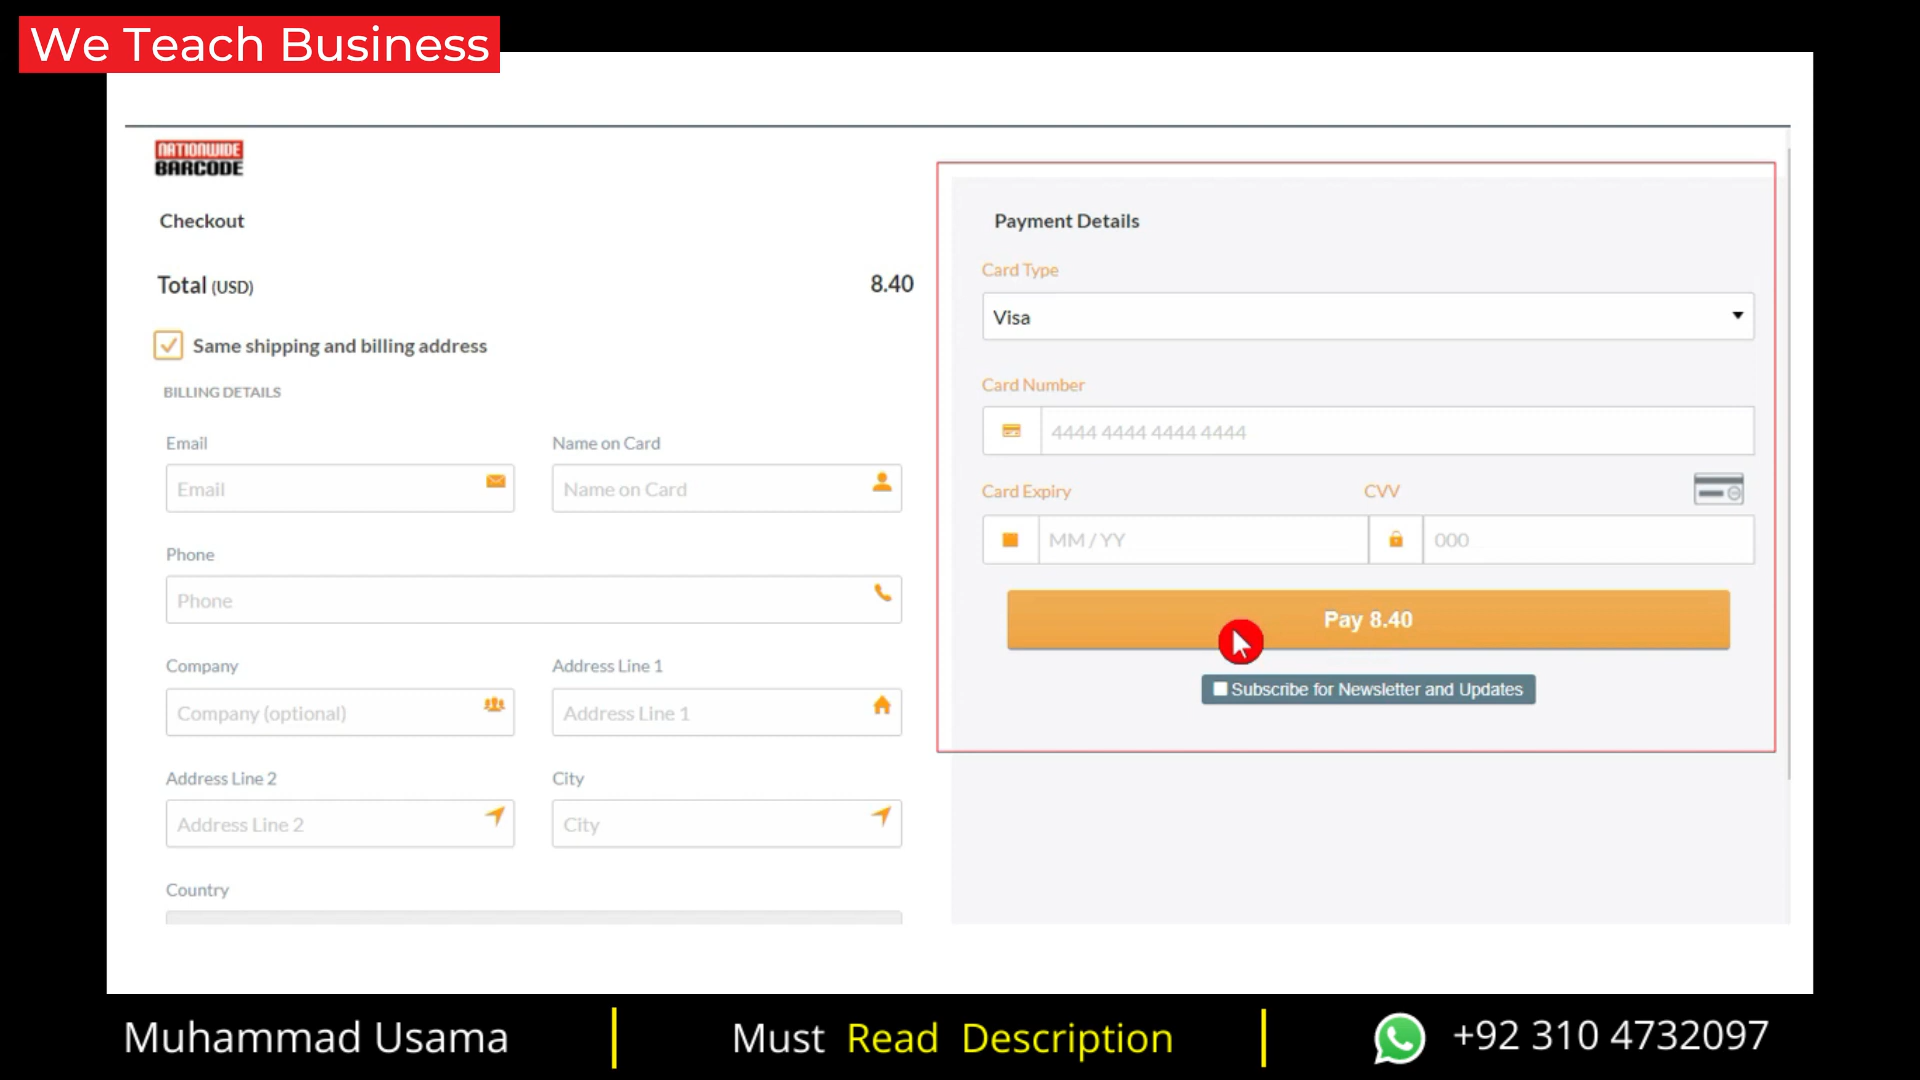 We Teach Business
NATIONWIDE
BARCODE
Checkout
Total (USD) 8.40
Same shipping and billing address
BILLING DETAILS
Email Name on Card
Email Name on Card
Phone
Phone
Company Address Line 1
Company (optional) Address Line 1
Address Line 2 City
Address Line 2 City
Country
Payment Details
Card Type
Visa
Card Number
4444 4444 4444 4444
Card Expiry CVV
MM / YY 000
Pay 8.40
Subscribe for Newsletter and Updates
Muhammad Usama | Must Read Description | +92 310 4732097